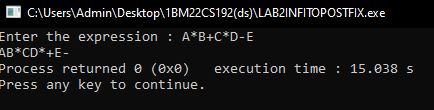 C:\Users\Admin\Desktop\1BM22CS192(ds)\LAB2INFITOPOSTFIX.exe
Enter the expression : A*B+C*D-E
AB*CD*+E-
Process returned 0 (0x0)   execution time : 15.038 s
Press any key to continue.